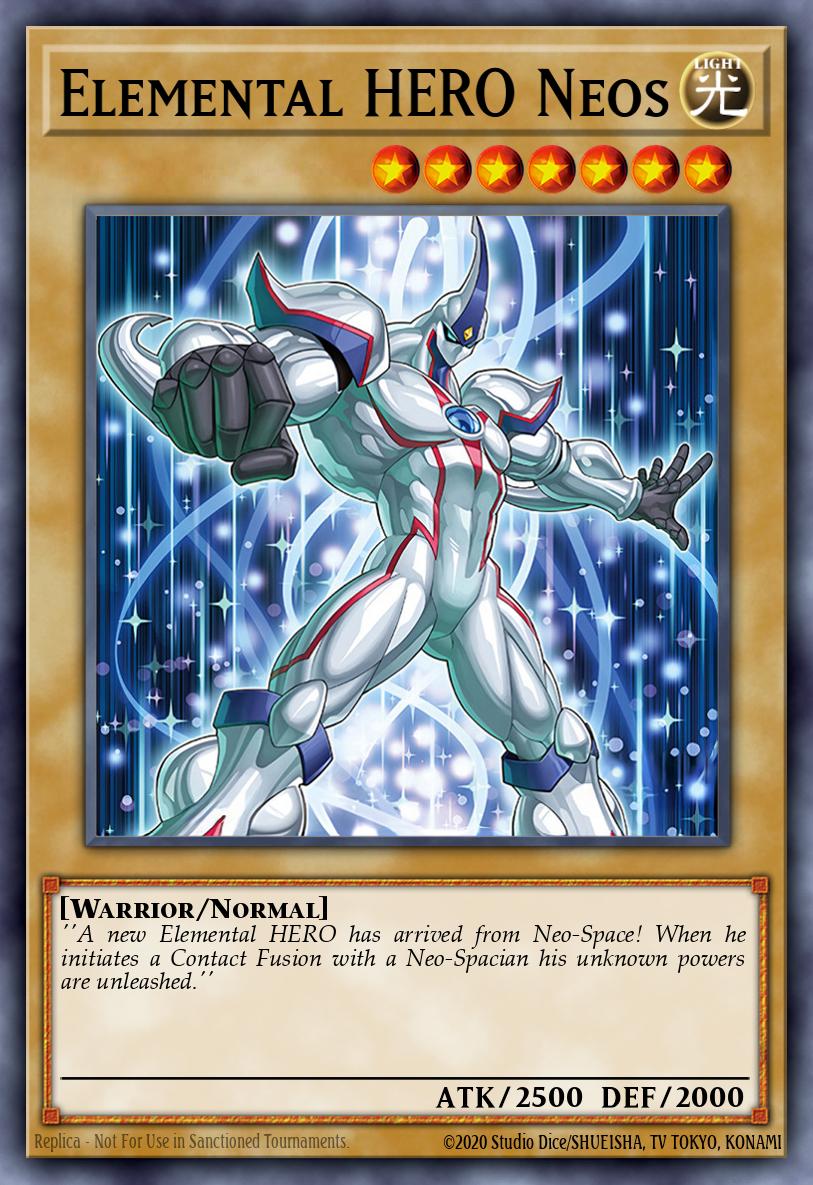 Elemental HERO Neos
LIGHT
光
[Warrior/Normal]
''A new Elemental HERO has arrived from Neo-Space! When he
initiates a Contact Fusion with a Neo-Spacian his unknown powers
are unleashed.''
ATK/2500 DEF/2000
Replica - Not For Use in Sanctioned Tournaments.
©2020 Studio Dice/SHUEISHA, TV TOKYO, KONAMI